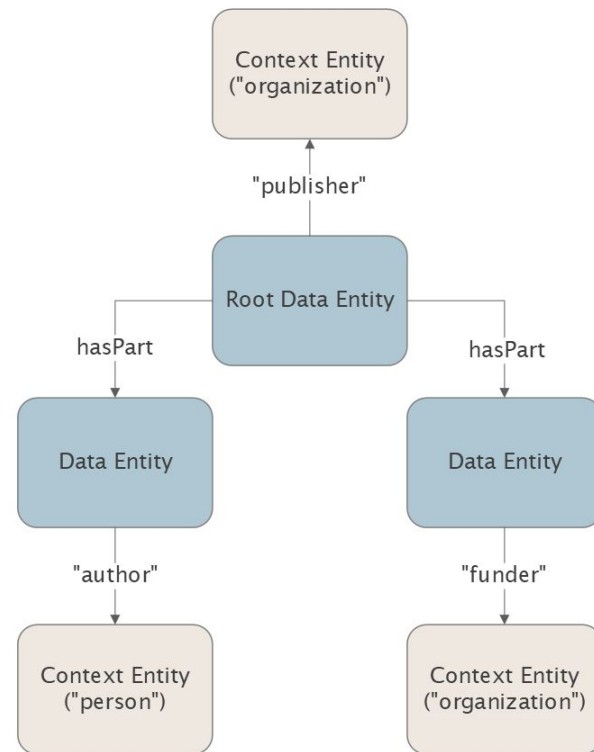 Context Entity
("organization")
"publisher"
Root Data Entity
hasPart
hasPart
Data Entity
Data Entity
"author"
"funder"
Context Entity
("person")
Context Entity
("organization")